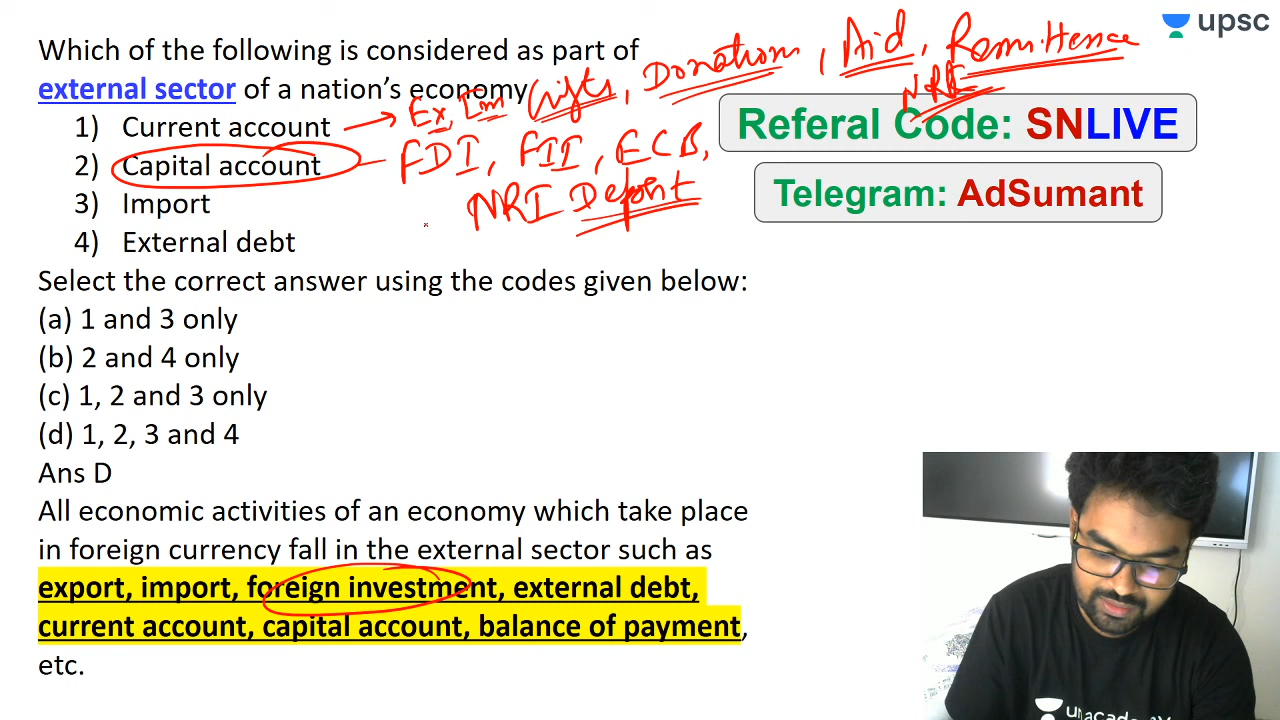 upsc
Which of the following is considered as part of
external sector of a nation's economy
1) Current account
2) Capital account
3) Import
4) External debt
Ex, Im Gifts, Donation, Aid, Remittence
NRI
FDI, FII, ECB,
NRI Deposit
Referal Code: SNLIVE
Telegram: AdSumant
Select the correct answer using the codes given below:
(a) 1 and 3 only
(b) 2 and 4 only
(c) 1, 2 and 3 only
(d) 1, 2, 3 and 4
Ans D
All economic activities of an economy which take place
in foreign currency fall in the external sector such as
export, import, foreign investment, external debt,
current account, capital account, balance of payment,
etc.